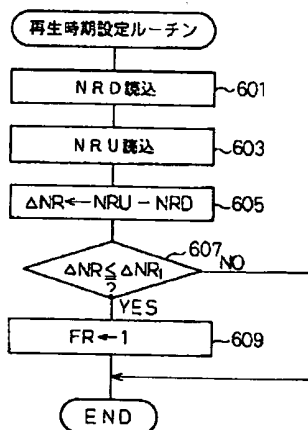 再生時期設定ルーチン
NRD読込
601
NRU読込
603
ΔNR←NRU-NRD
605
607
ΔNR≦ΔNR₁
?
NO
YES
FR←1
609
END